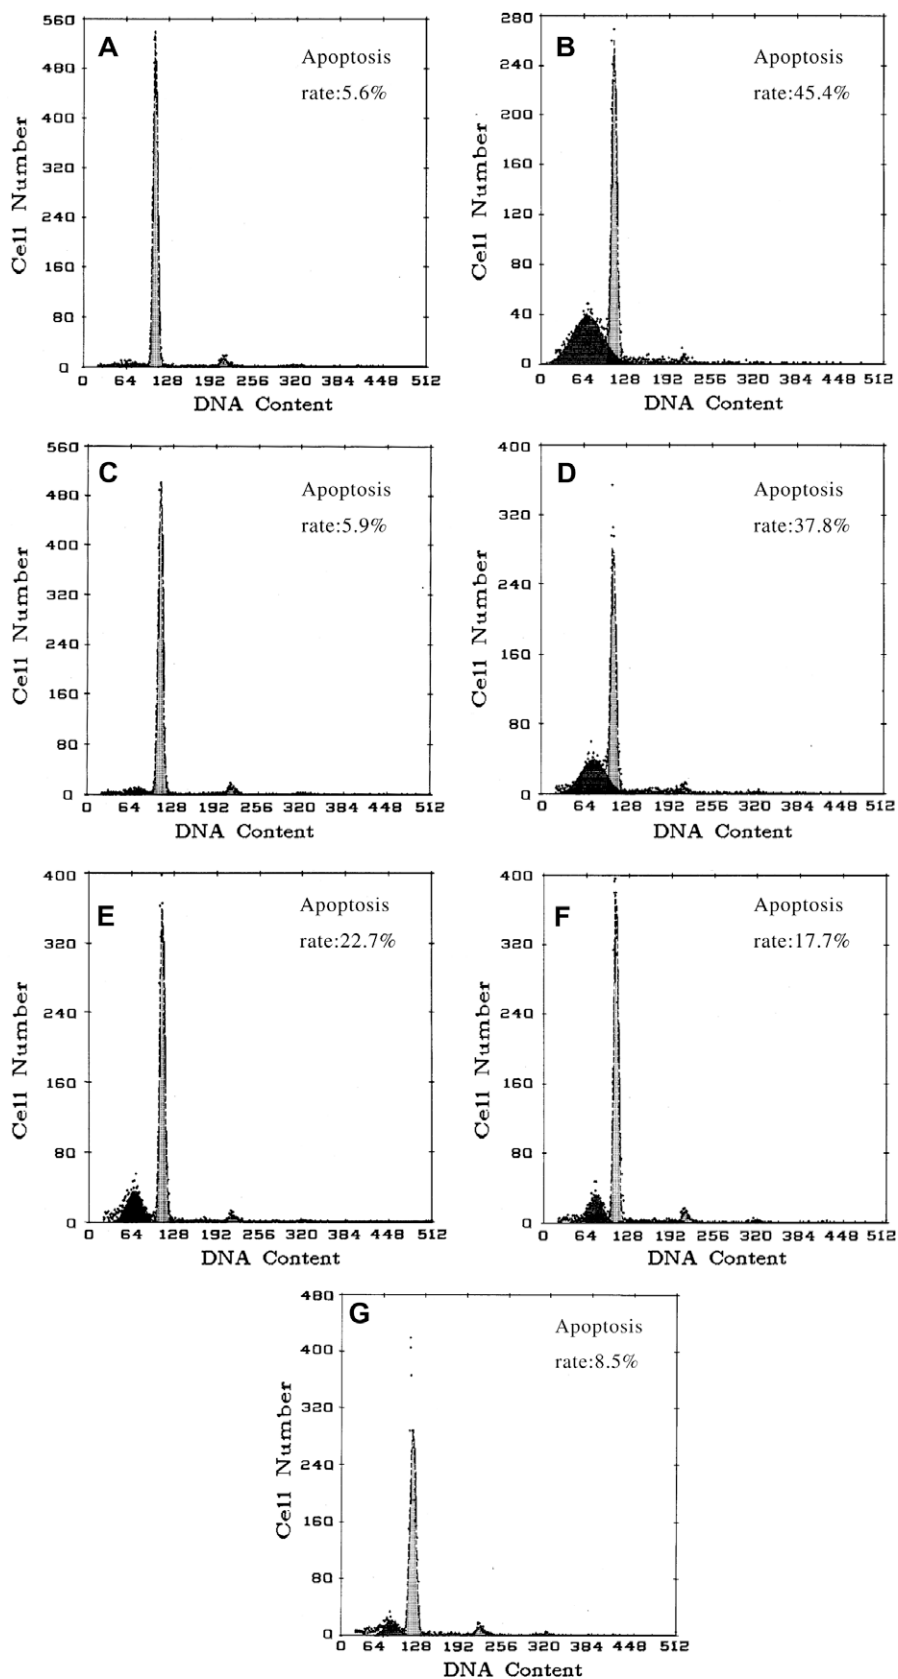 A
Apoptosis
rate:5.6%
560
480
400
320
240
160
80
0
Cell Number
0 64 128 192 256 320 384 448 512
DNA Content
B
Apoptosis
rate:45.4%
280
240
200
160
120
80
40
0
Cell Number
0 64 128 192 256 320 384 448 512
DNA Content
C
Apoptosis
rate:5.9%
560
480
400
320
240
160
80
0
Cell Number
0 64 128 192 256 320 384 448 512
DNA Content
D
Apoptosis
rate:37.8%
400
320
240
160
80
0
Cell Number
0 64 128 192 256 320 384 448 512
DNA Content
E
Apoptosis
rate:22.7%
400
320
240
160
80
0
Cell Number
0 64 128 192 256 320 384 448 512
DNA Content
F
Apoptosis
rate:17.7%
400
320
240
160
80
0
Cell Number
0 64 128 192 256 320 384 448 512
DNA Content
G
Apoptosis
rate:8.5%
480
400
320
240
160
80
0
Cell Number
0 64 128 192 256 320 384 448 512
DNA Content